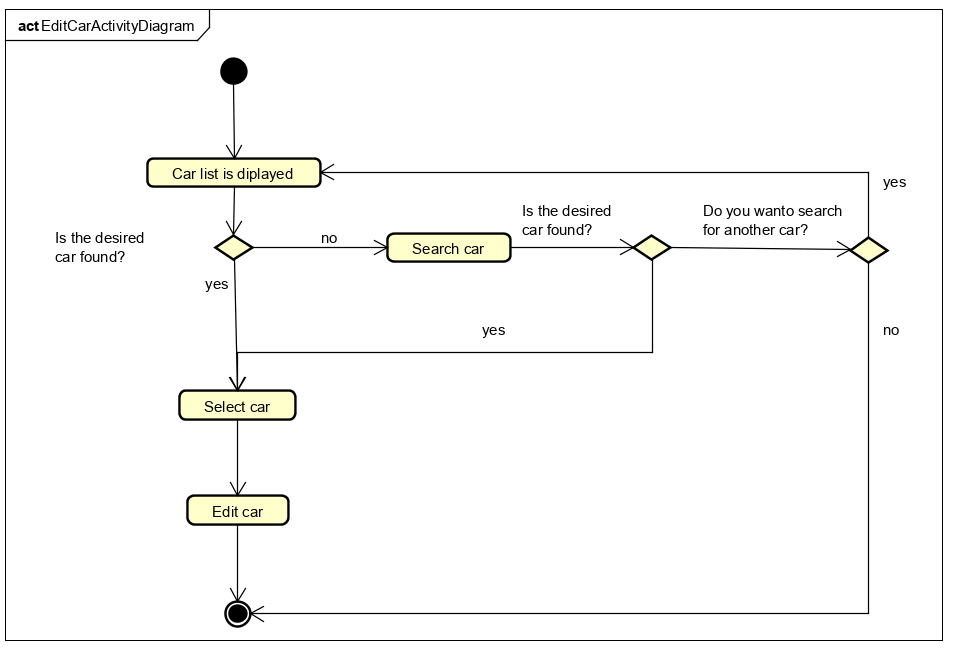 act EditCarActivityDiagram
Car list is diplayed
yes
Is the desired
car found?
Do you wanto search
for another car?
Is the desired
car found?
no
Search car
yes
yes
no
Select car
Edit car